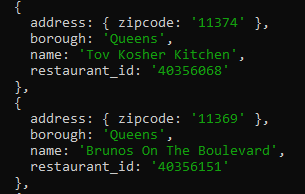 {
address: { zipcode: '11374' },
borough: 'Queens',
name: 'Tov Kosher Kitchen',
restaurant_id: '40356068'
},
{
address: { zipcode: '11369' },
borough: 'Queens',
name: 'Brunos On The Boulevard',
restaurant_id: '40356151'
},